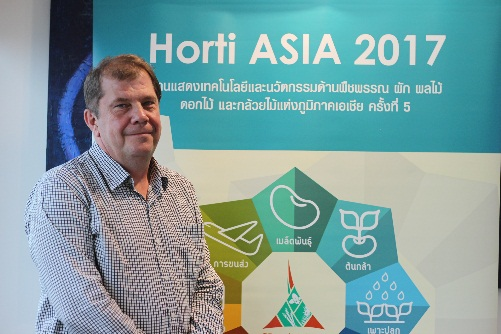 Horti ASIA 2017
นแสดงเทคโนโลยีและนวัตกรรมด้านพืชพรรณ ผัก ผลไม้
ดอกไม้ และกล้วยไม้แห่งภูมิภาคเอเชีย ครั้งที่ 5
เมล็ดพันธุ์
การขนส่ง
ต้นกล้า
เพาะปลูก